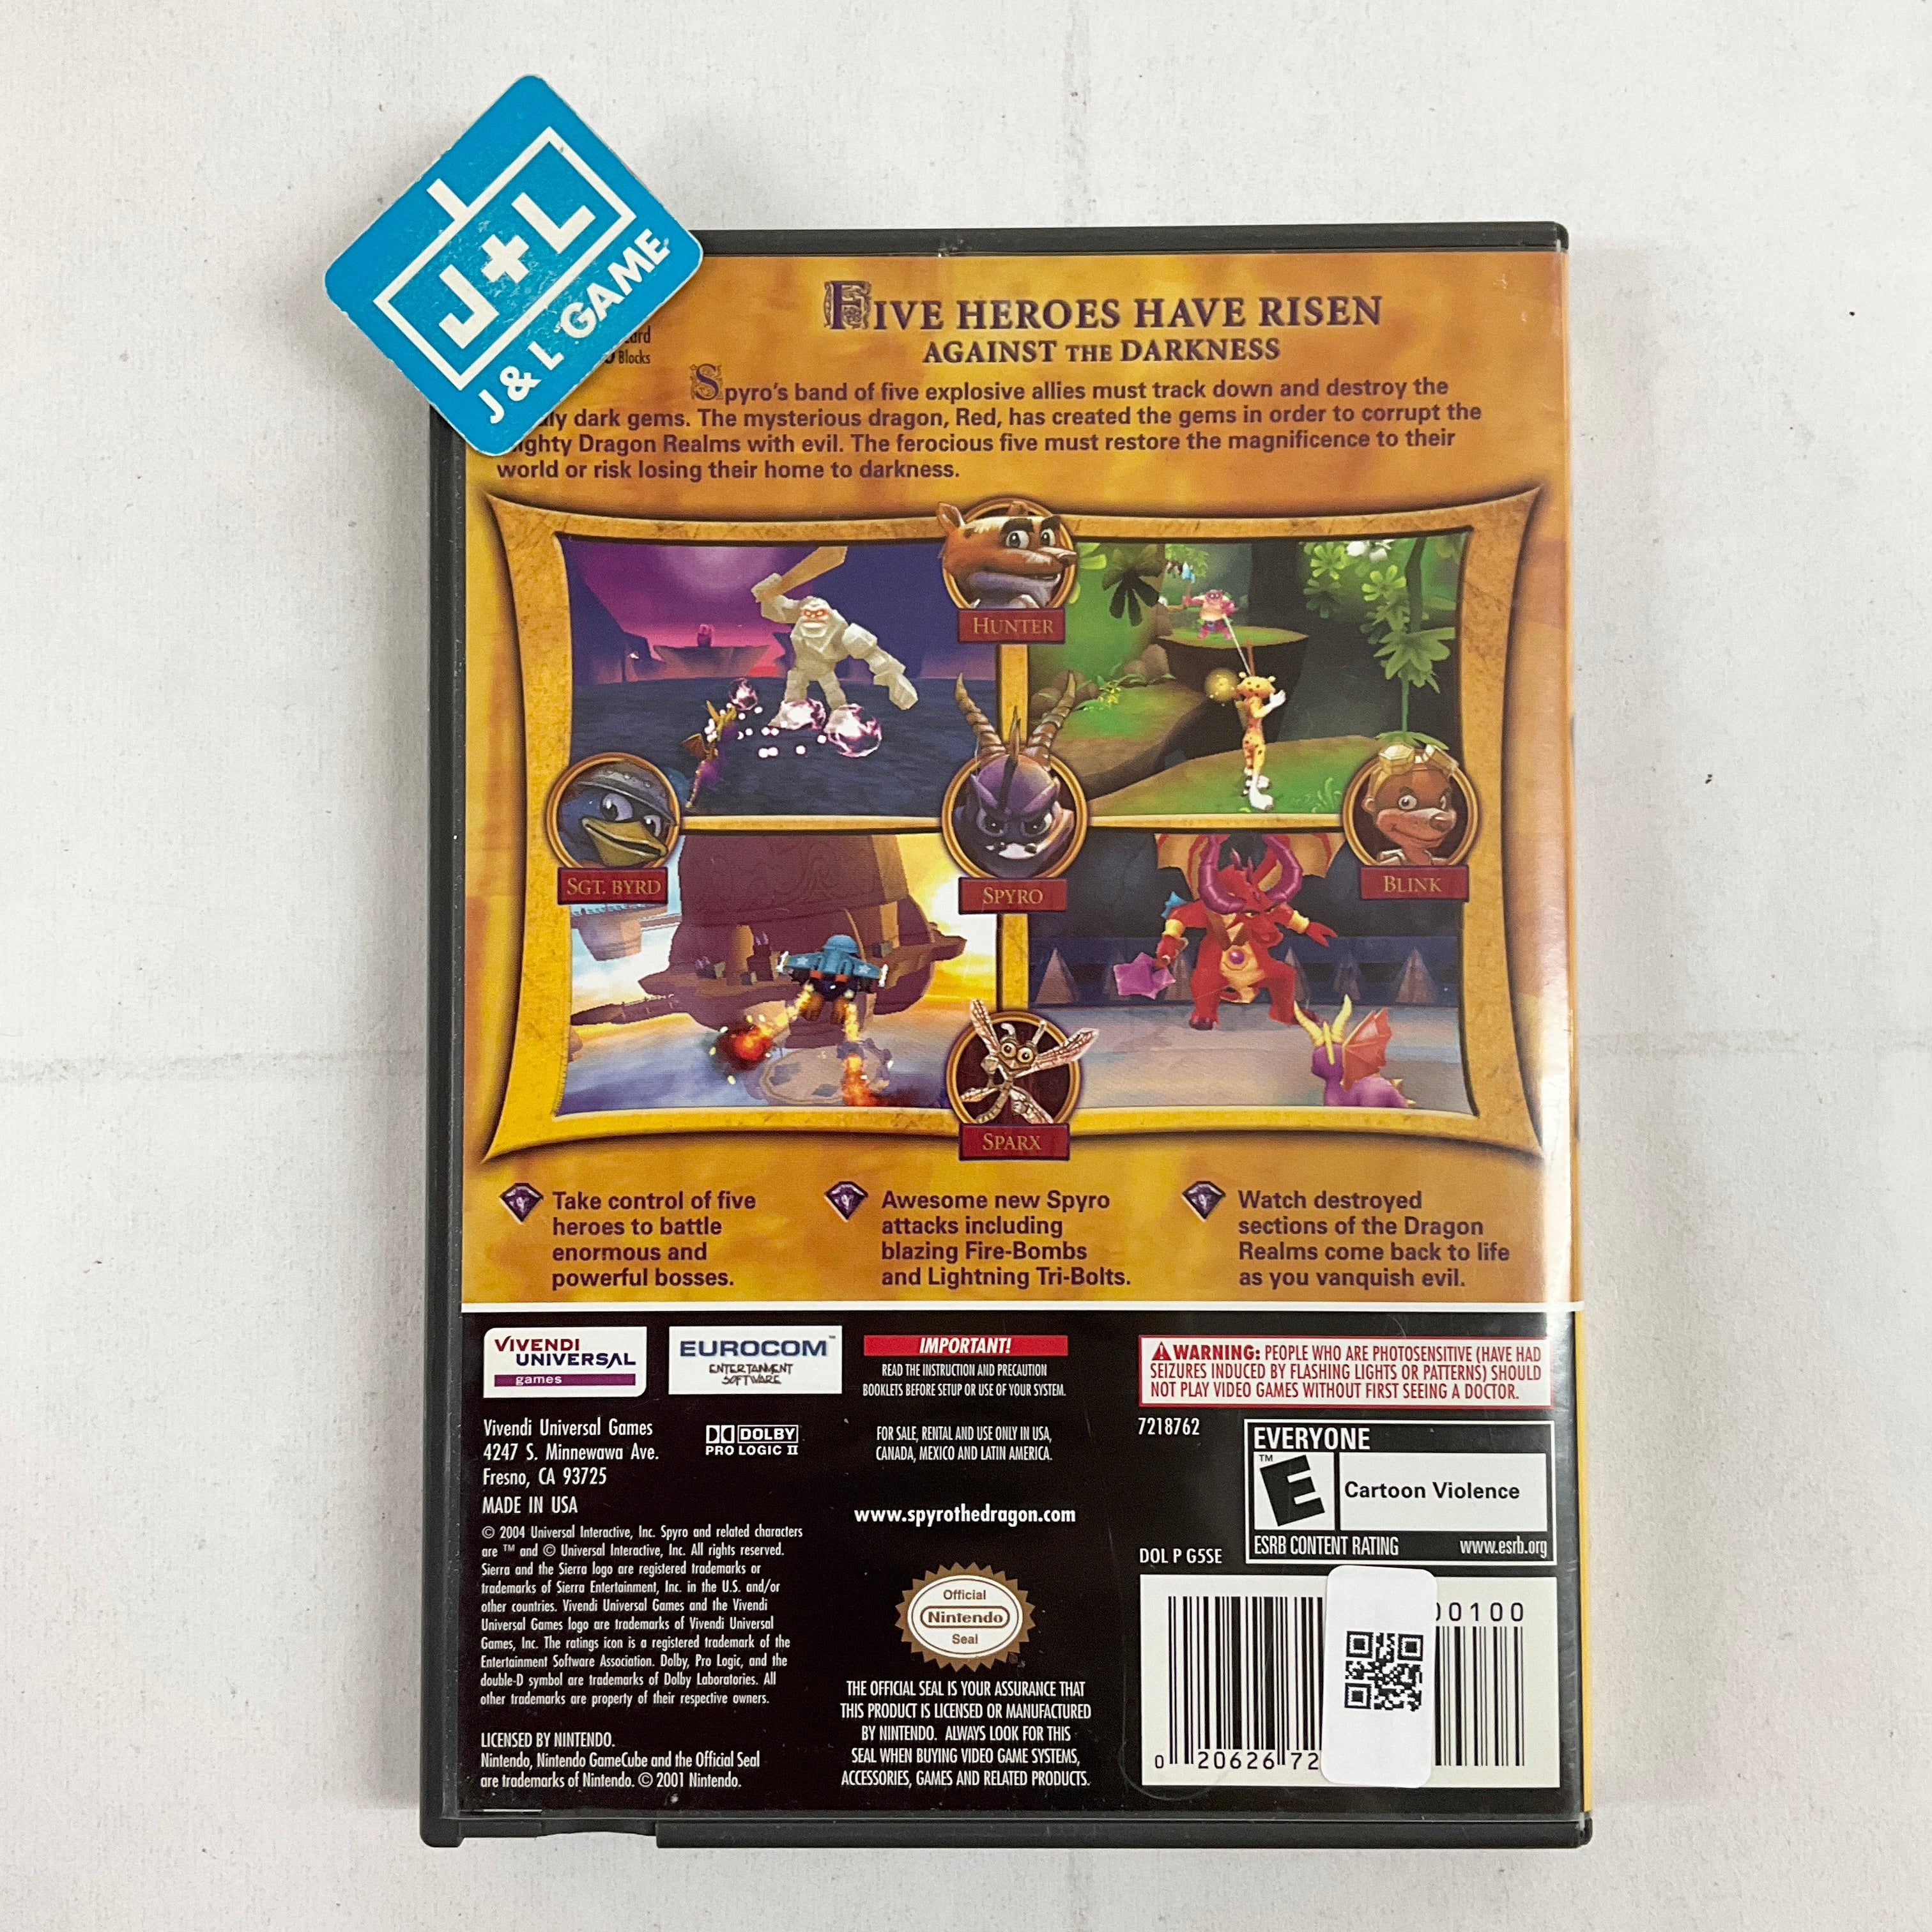 J+L
J & L GAME
Blocks
FIVE HEROES HAVE RISEN
AGAINST THE DARKNESS
Spyro's band of five explosive allies must track down and destroy the
dark gems. The mysterious dragon, Red, has created the gems in order to corrupt the
Dragon Realms with evil. The ferocious five must restore the magnificence to their
world or risk losing their home to darkness.
HUNTER
SGT. BYRD
SPYRO
BLINK
SPARX
Take control of five
heroes to battle
enormous and
powerful bosses.
Awesome new Spyro
attacks including
blazing Fire-Bombs
and Lightning Tri-Bolts.
Watch destroyed
sections of the Dragon
Realms come back to life
as you vanquish evil.
VIVENDI
UNIVERSAL
games
EUROCOM™
ENTERTAINMENT
SOFTWARE
Vivendi Universal Games
4247 S. Minnewawa Ave.
Fresno, CA 93725
MADE IN USA
DOLBY
PRO LOGIC II
© 2004 Universal Interactive, Inc. Spyro and related characters
are ™ and © Universal Interactive, Inc. All rights reserved.
Sierra and the Sierra logo are registered trademarks or
trademarks of Sierra Entertainment, Inc. in the U.S. and/or
other countries. Vivendi Universal Games and the Vivendi
Universal Games logo are trademarks of Vivendi Universal
Games, Inc. The ratings icon is a registered trademark of the
Entertainment Software Association. Dolby, Pro Logic, and the
double-D symbol are trademarks of Dolby Laboratories. All
other trademarks are property of their respective owners.
LICENSED BY NINTENDO.
Nintendo, Nintendo GameCube and the Official Seal
are trademarks of Nintendo. © 2001 Nintendo.
IMPORTANT!
READ THE INSTRUCTION AND PRECAUTION
BOOKLETS BEFORE SETUP OR USE OF YOUR SYSTEM.
FOR SALE, RENTAL AND USE ONLY IN USA,
CANADA, MEXICO AND LATIN AMERICA.
www.spyrothedragon.com
Official
Nintendo
Seal
THE OFFICIAL SEAL IS YOUR ASSURANCE THAT
THIS PRODUCT IS LICENSED OR MANUFACTURED
BY NINTENDO. ALWAYS LOOK FOR THIS
SEAL WHEN BUYING VIDEO GAME SYSTEMS,
ACCESSORIES, GAMES AND RELATED PRODUCTS.
WARNING: PEOPLE WHO ARE PHOTOSENSITIVE (HAVE HAD
SEIZURES INDUCED BY FLASHING LIGHTS OR PATTERNS) SHOULD
NOT PLAY VIDEO GAMES WITHOUT FIRST SEEING A DOCTOR.
7218762
EVERYONE
E™
Cartoon Violence
ESRB CONTENT RATING www.esrb.org
DOL P G5SE
00100
0 20626 72